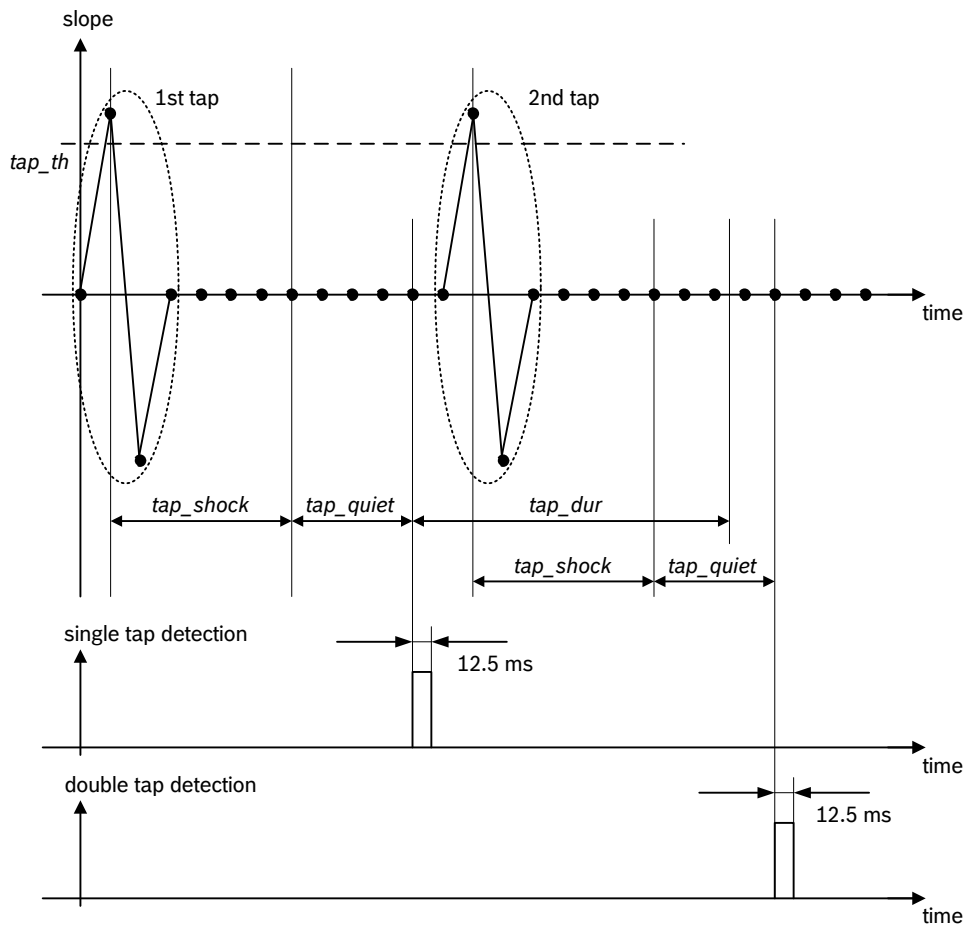 slope
1st tap
2nd tap
tap_th
time
tap_shock
tap_quiet
tap_dur
tap_shock
tap_quiet
single tap detection
12.5 ms
time
double tap detection
12.5 ms
time